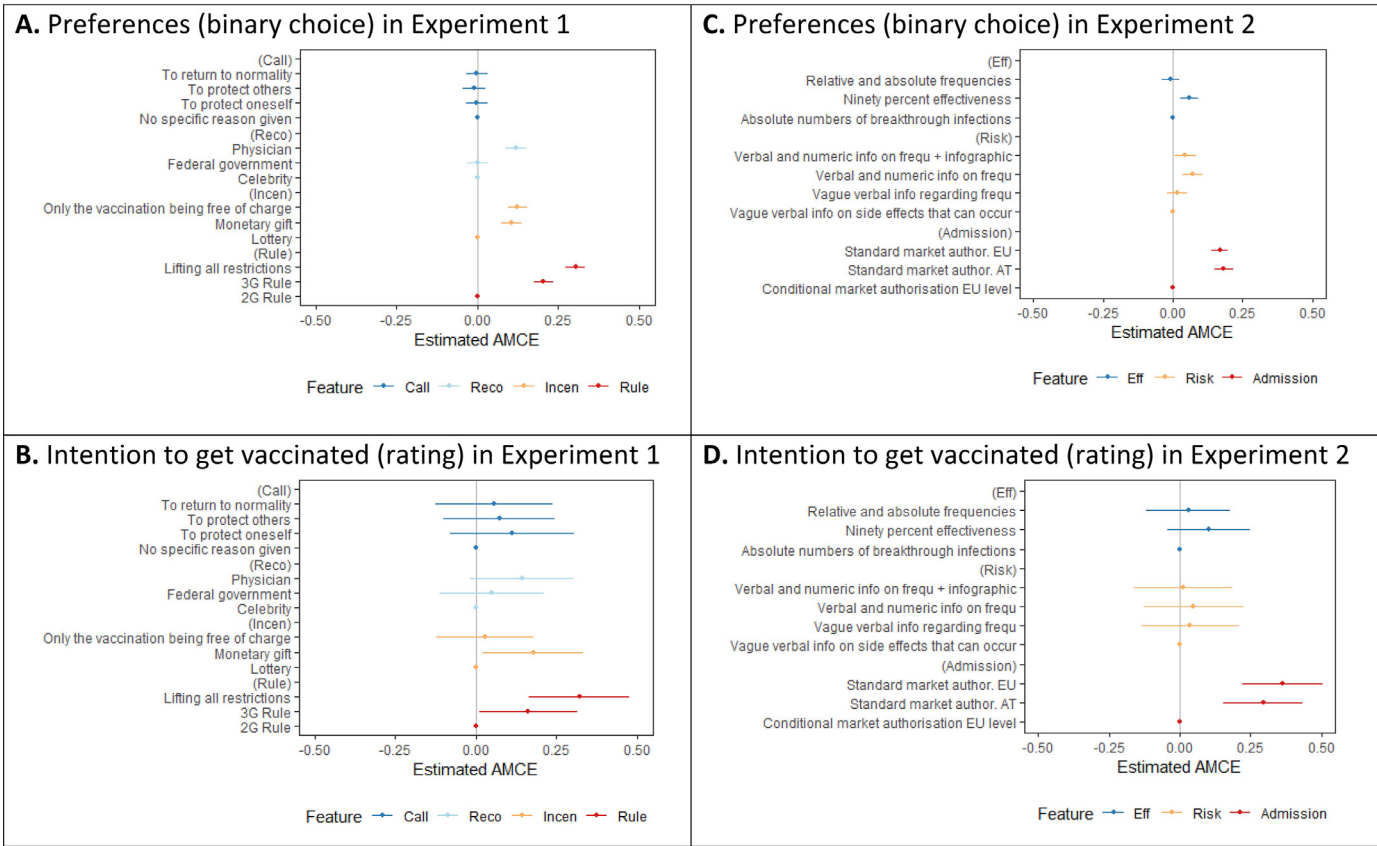 A. Preferences (binary choice) in Experiment 1
(Call)
To return to normality
To protect others
To protect oneself
No specific reason given
(Reco)
Physician
Federal government
Celebrity
(Incen)
Only the vaccination being free of charge
Monetary gift
Lottery
(Rule)
Lifting all restrictions
3G Rule
2G Rule
-0.50 -0.25 0.00 0.25 0.50
Estimated AMCE
Feature Call Reco Incen Rule
C. Preferences (binary choice) in Experiment 2
(Eff)
Relative and absolute frequencies
Ninety percent effectiveness
Absolute numbers of breakthrough infections
(Risk)
Verbal and numeric info on frequ + infographic
Verbal and numeric info on frequ
Vague verbal info regarding frequ
Vague verbal info on side effects that can occur
(Admission)
Standard market author. EU
Standard market author. AT
Conditional market authorisation EU level
-0.50 -0.25 0.00 0.25 0.50
Estimated AMCE
Feature Eff Risk Admission
B. Intention to get vaccinated (rating) in Experiment 1
(Call)
To return to normality
To protect others
To protect oneself
No specific reason given
(Reco)
Physician
Federal government
Celebrity
(Incen)
Only the vaccination being free of charge
Monetary gift
Lottery
(Rule)
Lifting all restrictions
3G Rule
2G Rule
-0.50 -0.25 0.00 0.25 0.50
Estimated AMCE
Feature Call Reco Incen Rule
D. Intention to get vaccinated (rating) in Experiment 2
(Eff)
Relative and absolute frequencies
Ninety percent effectiveness
Absolute numbers of breakthrough infections
(Risk)
Verbal and numeric info on frequ + infographic
Verbal and numeric info on frequ
Vague verbal info regarding frequ
Vague verbal info on side effects that can occur
(Admission)
Standard market author. EU
Standard market author. AT
Conditional market authorisation EU level
-0.50 -0.25 0.00 0.25 0.50
Estimated AMCE
Feature Eff Risk Admission